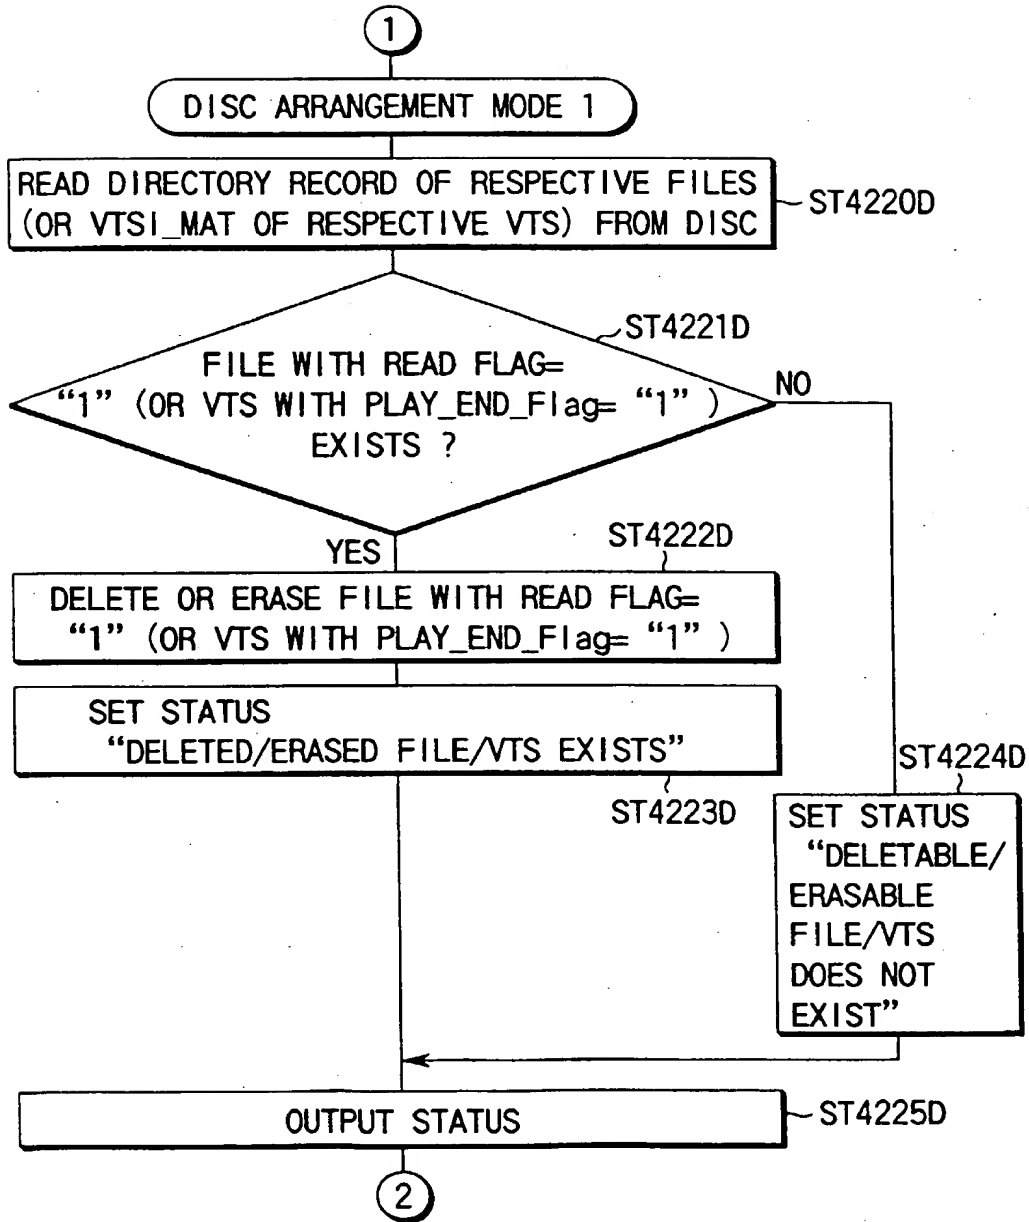 1
DISC ARRANGEMENT MODE 1
READ DIRECTORY RECORD OF RESPECTIVE FILES
(OR VTSI_MAT OF RESPECTIVE VTS) FROM DISC
ST4220D
ST4221D
FILE WITH READ FLAG=
“1” (OR VTS WITH PLAY_END_Flag= “1” )
EXISTS ?
NO
YES
ST4222D
DELETE OR ERASE FILE WITH READ FLAG=
“1” (OR VTS WITH PLAY_END_Flag= “1” )
SET STATUS
“DELETED/ERASED FILE/VTS EXISTS”
ST4223D
ST4224D
SET STATUS
“DELETABLE/
ERASABLE
FILE/VTS
DOES NOT
EXIST”
OUTPUT STATUS
ST4225D
2